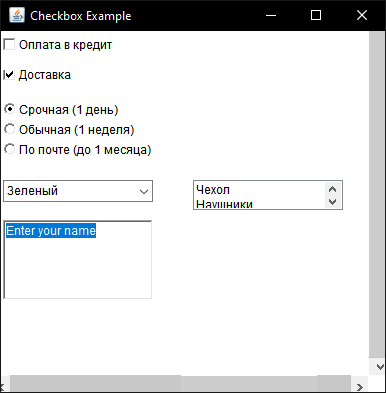 Checkbox Example
Оплата в кредит
Доставка
Срочная (1 день)
Обычная (1 неделя)
По почте (до 1 месяца)
Зеленый
Чехол
Наушники
Enter your name